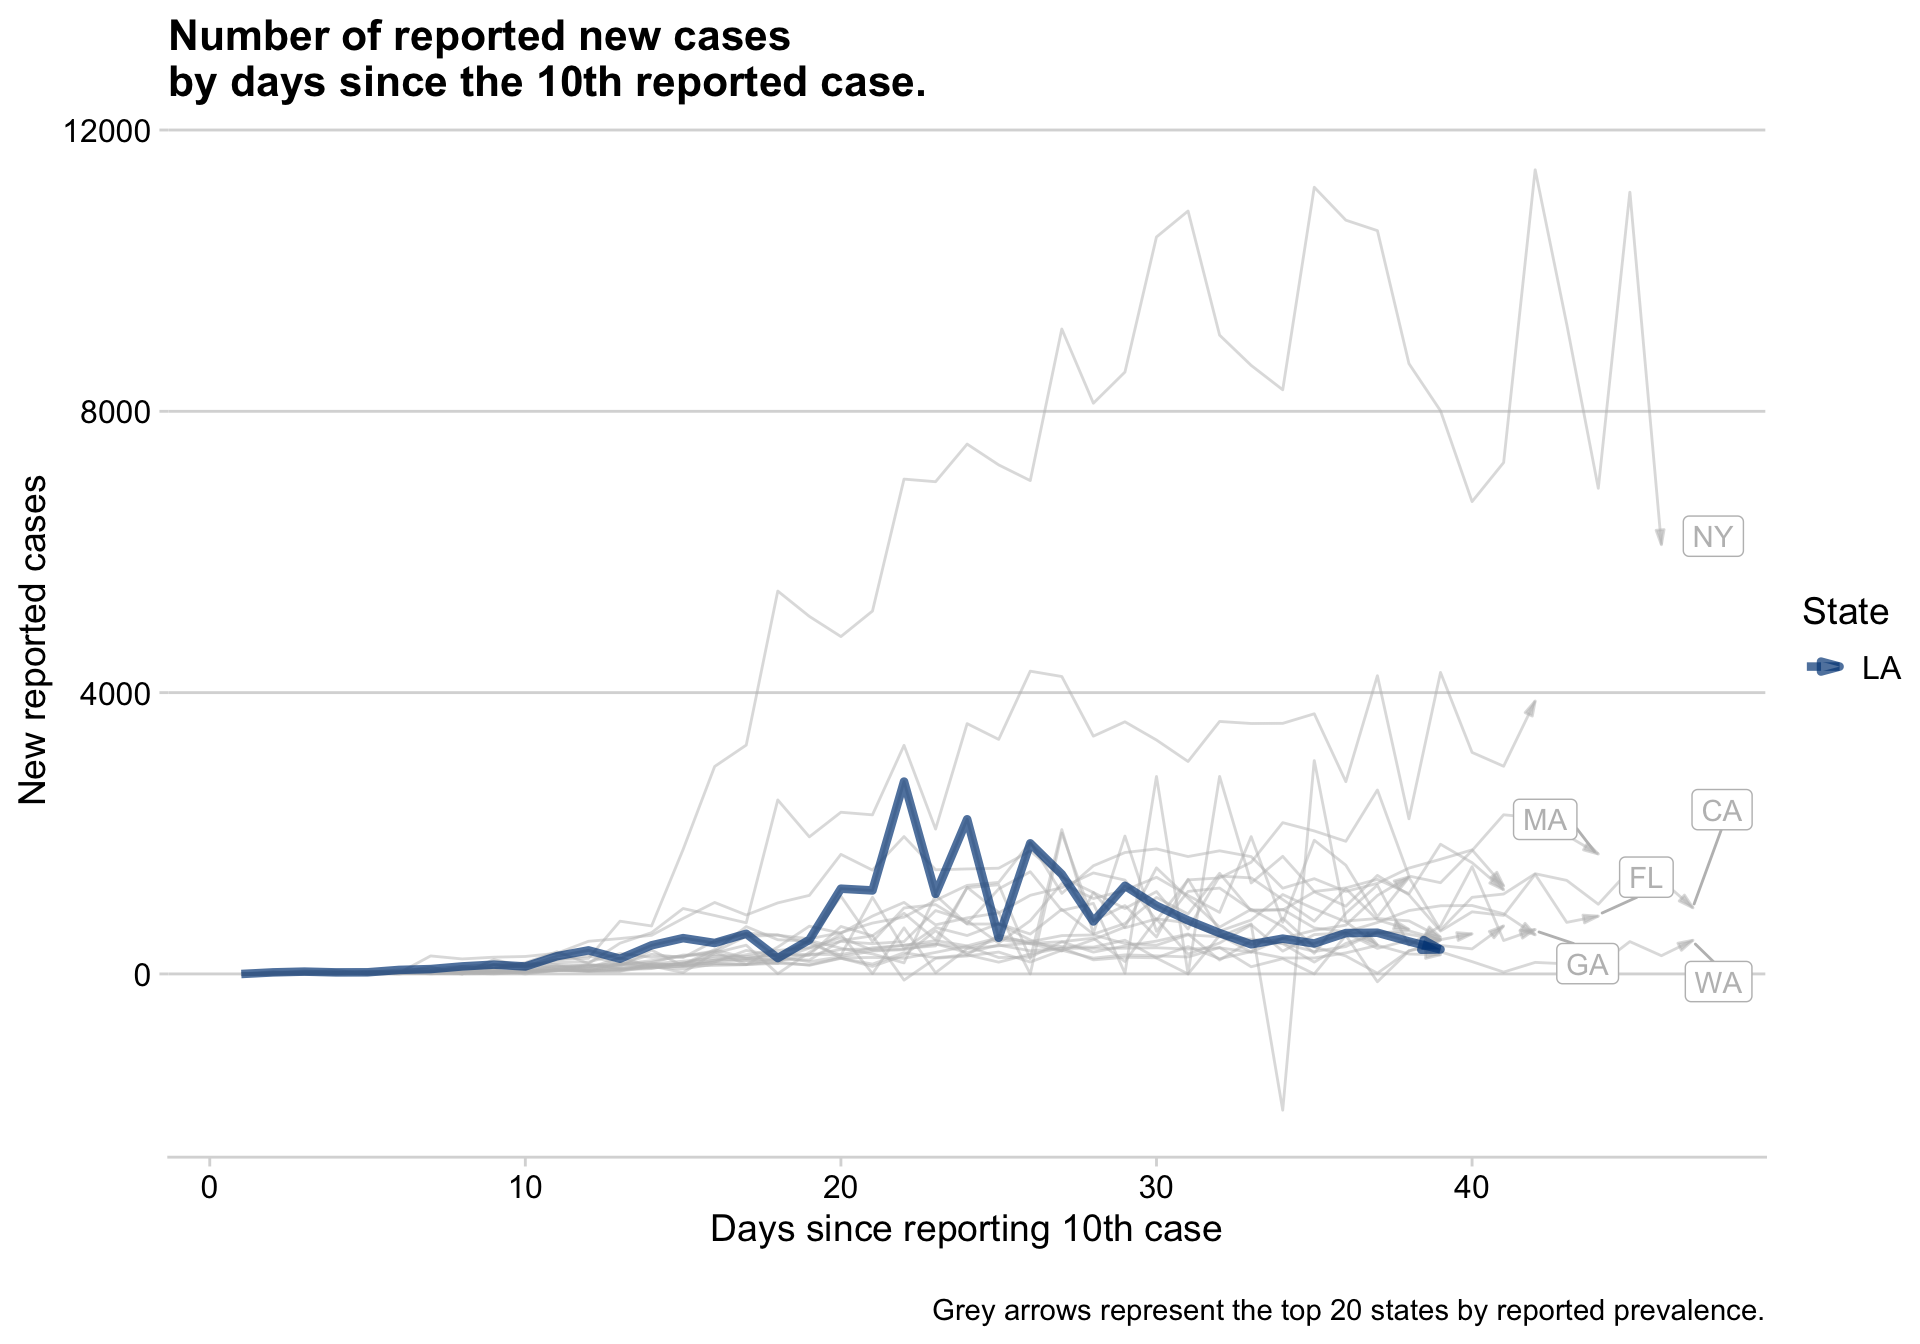 Number of reported new cases
by days since the 10th reported case.
12000
8000
4000
0
New reported cases
NY
MA
CA
FL
GA
WA
State
LA
0
10
20
30
40
Days since reporting 10th case
Grey arrows represent the top 20 states by reported prevalence.